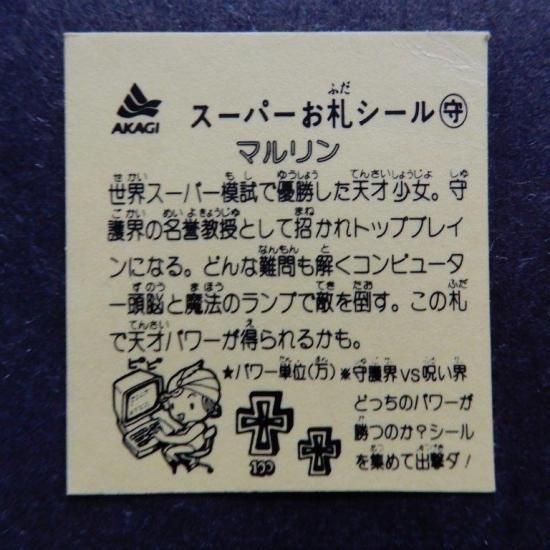 AKAGI
スーパーお札シール㊌守
マルリン
世界スーパー模試で優勝した天才少女。守
護界の名誉教授として招かれトップブレイ
ンになる。どんな難問も解くコンピュータ
ー頭脳と魔法のランプで敵を倒す。この札
で天才パワーが得られるかも。
ピピ
★パワー単位(万)
100
※守護界VS呪い界
どっちのパワーが
勝つのか?シール
を集めて出撃ダ!